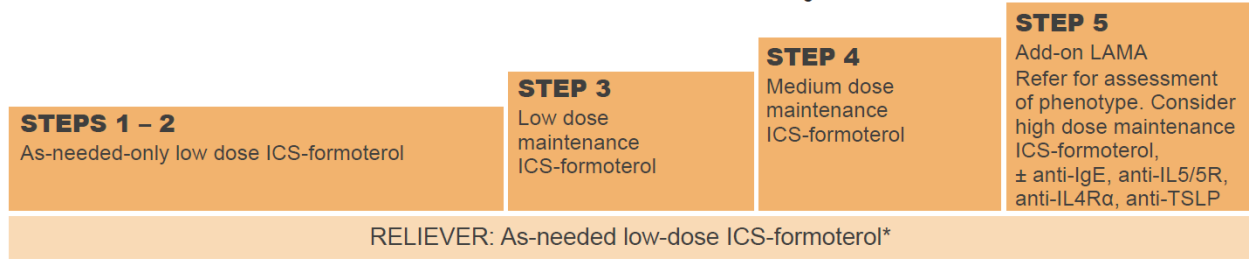 STEPS 1 – 2
As-needed-only low dose ICS-formoterol
STEP 3
Low dose
maintenance
ICS-formoterol
STEP 4
Medium dose
maintenance
ICS-formoterol
STEP 5
Add-on LAMA
Refer for assessment
of phenotype. Consider
high dose maintenance
ICS-formoterol,
± anti-IgE, anti-IL5/5R,
anti-IL4Rα, anti-TSLP
RELIEVER: As-needed low-dose ICS-formoterol*